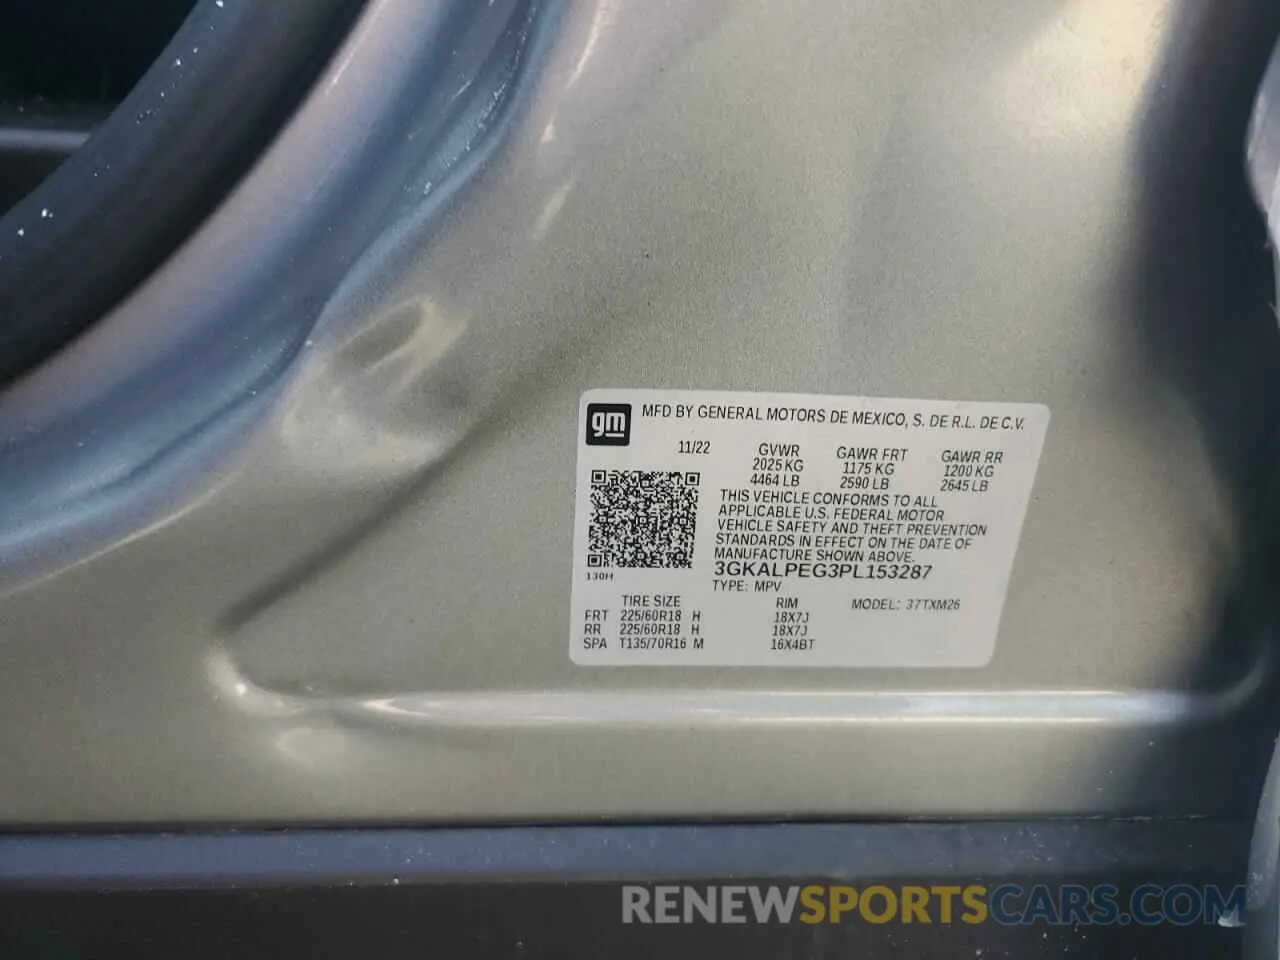 gm MFD BY GENERAL MOTORS DE MEXICO, S. DE R.L. DE C.V.
11/22 GVWR GAWR FRT GAWR RR
2025 KG 1175 KG 1200 KG
4464 LB 2590 LB 2645 LB
THIS VEHICLE CONFORMS TO ALL
APPLICABLE U.S. FEDERAL MOTOR
VEHICLE SAFETY AND THEFT PREVENTION
STANDARDS IN EFFECT ON THE DATE OF
MANUFACTURE SHOWN ABOVE.
130H 3GKALPEG3PL153287
TYPE: MPV
TIRE SIZE RIM MODEL: 37TXM26
FRT 225/60R18 H 18X7J
RR 225/60R18 H 18X7J
SPA T135/70R16 M 16X4BT
RENEWSPORTSCARS.COM